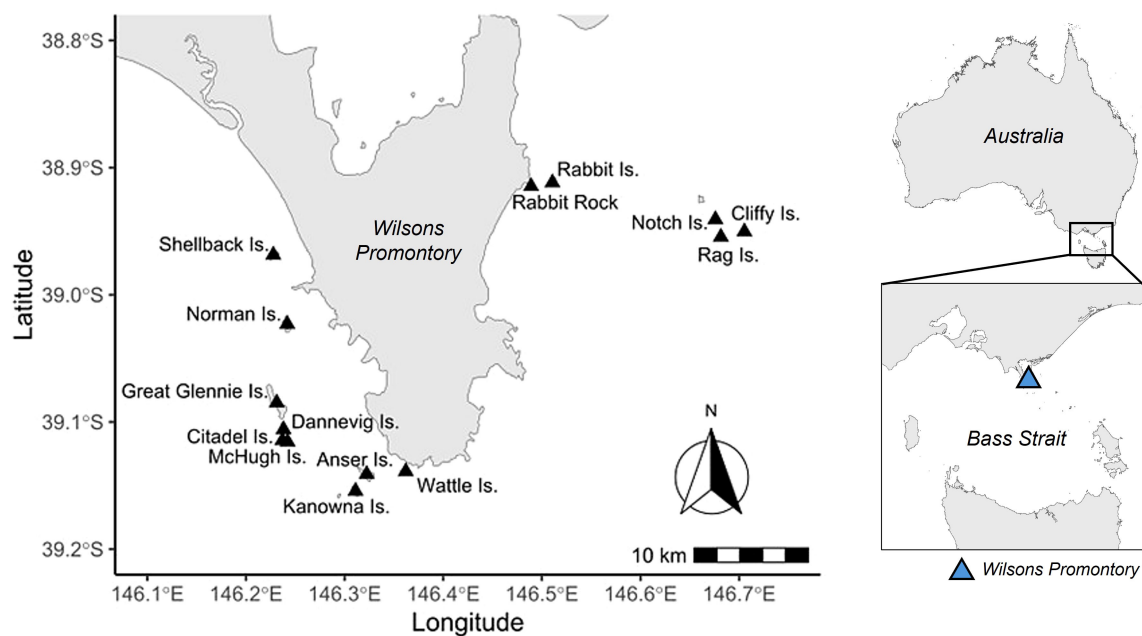 38.8°S
38.9°S
39.0°S
39.1°S
39.2°S
Latitude
Rabbit Is.
Rabbit Rock
Notch Is.
Cliffy Is.
Rag Is.
Wilsons
Promontory
Shellback Is.
Norman Is.
Great Glennie Is.
Dannevig Is.
Citadel Is.
McHugh Is.
Anser Is.
Wattle Is.
Kanowna Is.
N
10 km
146.1°E
146.2°E
146.3°E
146.4°E
146.5°E
146.6°E
146.7°E
Longitude
Australia
Bass Strait
Wilsons Promontory